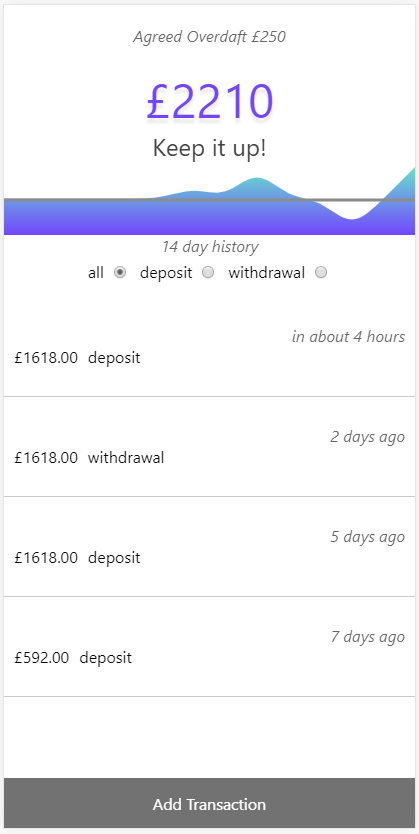 Agreed Overdaft £250
£2210
Keep it up!
14 day history
all deposit withdrawal
in about 4 hours
£1618.00 deposit
2 days ago
£1618.00 withdrawal
5 days ago
£1618.00 deposit
7 days ago
£592.00 deposit
Add Transaction